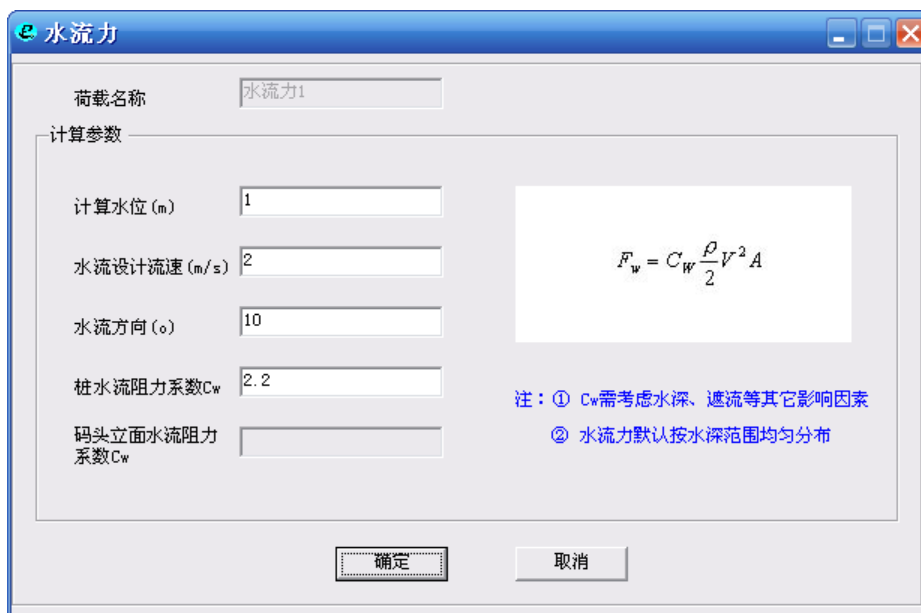 水流力
荷载名称
水流力1
计算参数
计算水位(m)
1
水流设计流速(m/s)
2
水流方向(o)
10
桩水流阻力系数Cw
2.2
码头立面水流阻力
系数Cw
F_w = C_W ρ/2 V² A
注：① Cw需考虑水深、遮流等其它影响因素
② 水流力默认按水深范围均匀分布
确定
取消